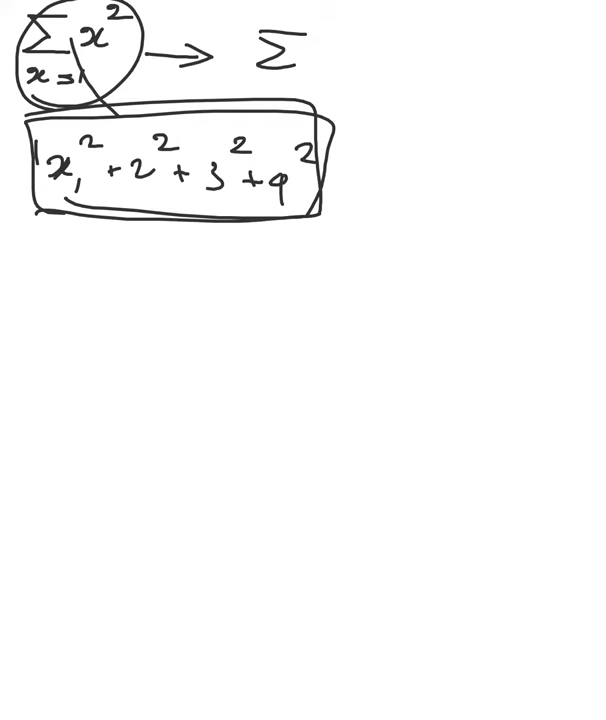 ∑ x² → ∑
x = 1
x₁² + 2² + 3² + 4²